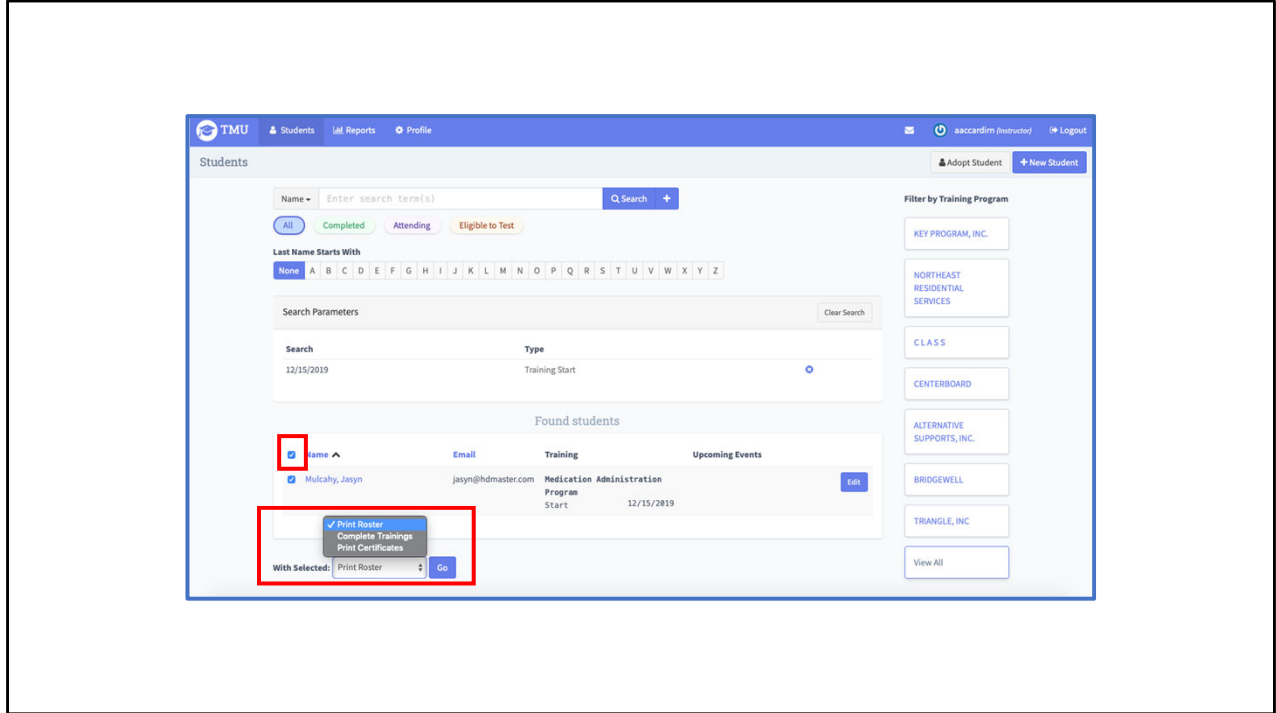 TMU Students Reports Profile aaccardim (Instructor) Logout
Students Adopt Student + New Student
Name Enter search term(s) Search +
All Completed Attending Eligible to Test
Last Name Starts With
None A B C D E F G H I J K L M N O P Q R S T U V W X Y Z
Search Parameters Clear Search
Search Type
12/15/2019 Training Start
Found students
Name Email Training Upcoming Events
Mulcahy, Jasyn jasyn@hdmaster.com Medication Administration Edit
Program
Start 12/15/2019
✓ Print Roster
Complete Trainings
Print Certificates
With Selected: Print Roster Go
Filter by Training Program
KEY PROGRAM, INC.
NORTHEAST
RESIDENTIAL
SERVICES
C L A S S
CENTERBOARD
ALTERNATIVE
SUPPORTS, INC.
BRIDGEWELL
TRIANGLE, INC
View All